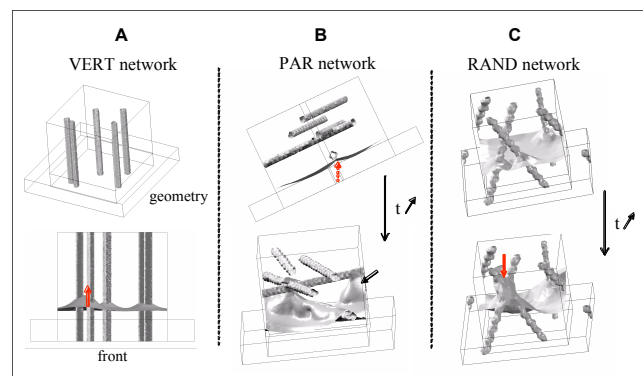 A
VERT network
geometry
front
B
PAR network
t
C
RAND network
t